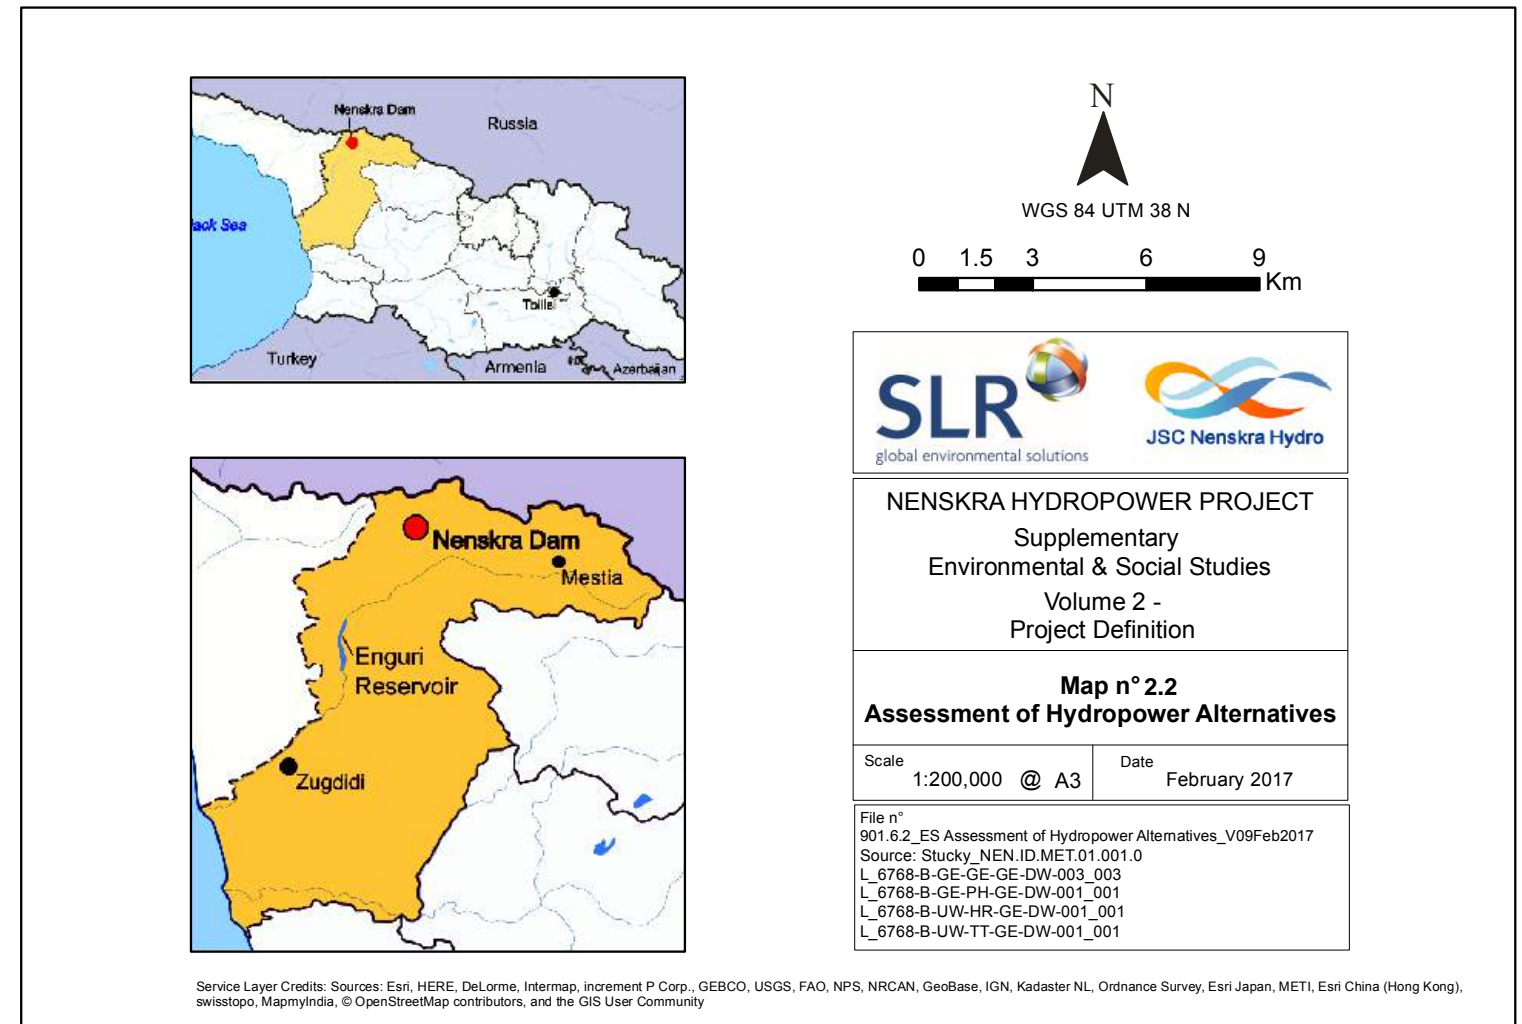 Nenskra Dam
Russia
lack Sea
Turkey
Armenia
Azerbaijan
Nenskra Dam
Mestia
Enguri
Reservoir
Zugdidi
N
WGS 84 UTM 38 N
0 1.5 3 6 9
Km
SLR
global environmental solutions
JSC Nenskra Hydro
NENSKRA HYDROPOWER PROJECT
Supplementary
Environmental & Social Studies
Volume 2 -
Project Definition
Map n° 2.2
Assessment of Hydropower Alternatives
Scale
1:200,000 @ A3
Date
February 2017
File n°
901.6.2_ES Assessment of Hydropower Alternatives_V09Feb2017
Source: Stucky_NEN.ID.MET.01.001.0
L_6768-B-GE-GE-GE-DW-003_003
L_6768-B-GE-PH-GE-DW-001_001
L_6768-B-UW-HR-GE-DW-001_001
L_6768-B-UW-TT-GE-DW-001_001
Service Layer Credits: Sources: Esri, HERE, DeLorme, Intermap, increment P Corp., GEBCO, USGS, FAO, NPS, NRCAN, GeoBase, IGN, Kadaster NL, Ordnance Survey, Esri Japan, METI, Esri China (Hong Kong),
swisstopo, MapmyIndia, © OpenStreetMap contributors, and the GIS User Community